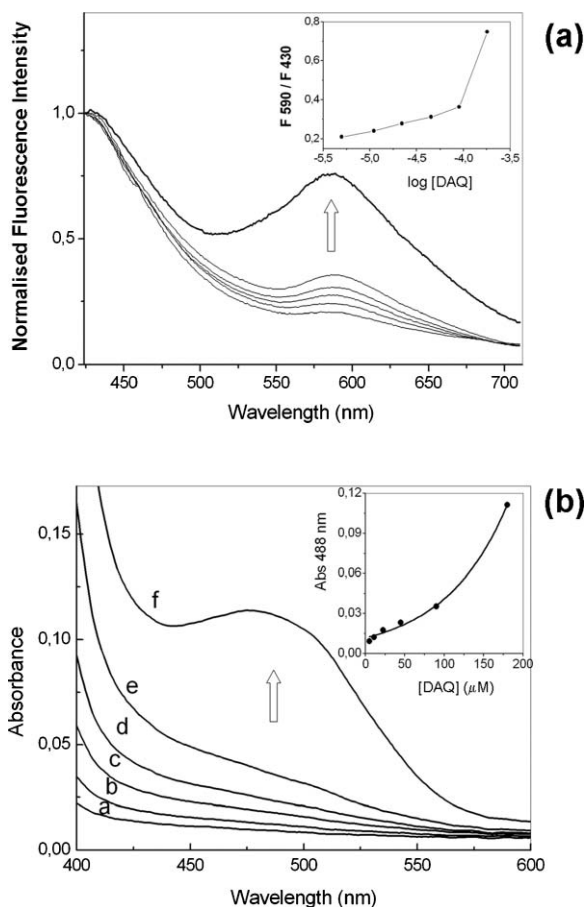 (a)
Normalised Fluorescence Intensity
1,0
0,5
0,0
450 500 550 600 650 700
Wavelength (nm)
F 590 / F 430
0,8
0,6
0,4
0,2
-5,5 -5,0 -4,5 -4,0 -3,5
log [DAQ]
(b)
Absorbance
0,15
0,10
0,05
0,00
400 450 500 550 600
Wavelength (nm)
f
e
d
c
b
a
Abs 488 nm
0,12
0,09
0,06
0,03
0,00
0 50 100 150 200
[DAQ] (μM)